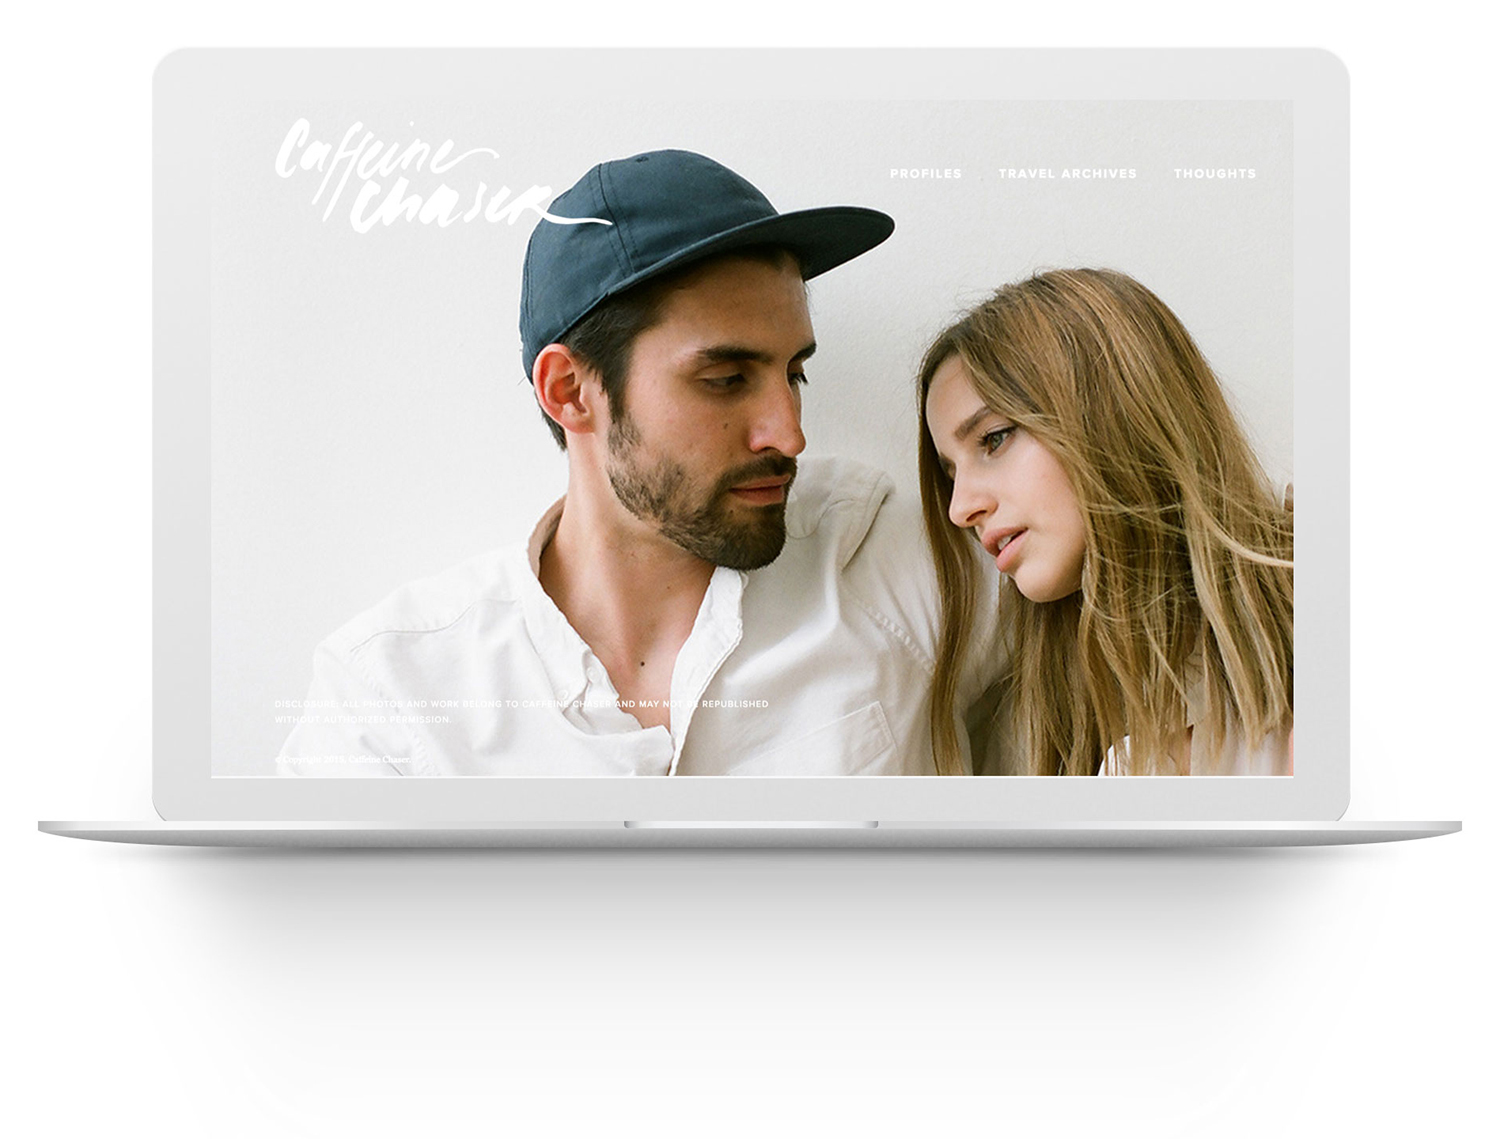 Caffeine
Chaser
PROFILES TRAVEL ARCHIVES THOUGHTS
DISCLOSURE: ALL PHOTOS AND WORK BELONG TO CAFFEINE CHASER AND MAY NOT BE REPUBLISHED
WITHOUT AUTHORIZED PERMISSION.
© Copyright 2015. Caffeine Chaser.